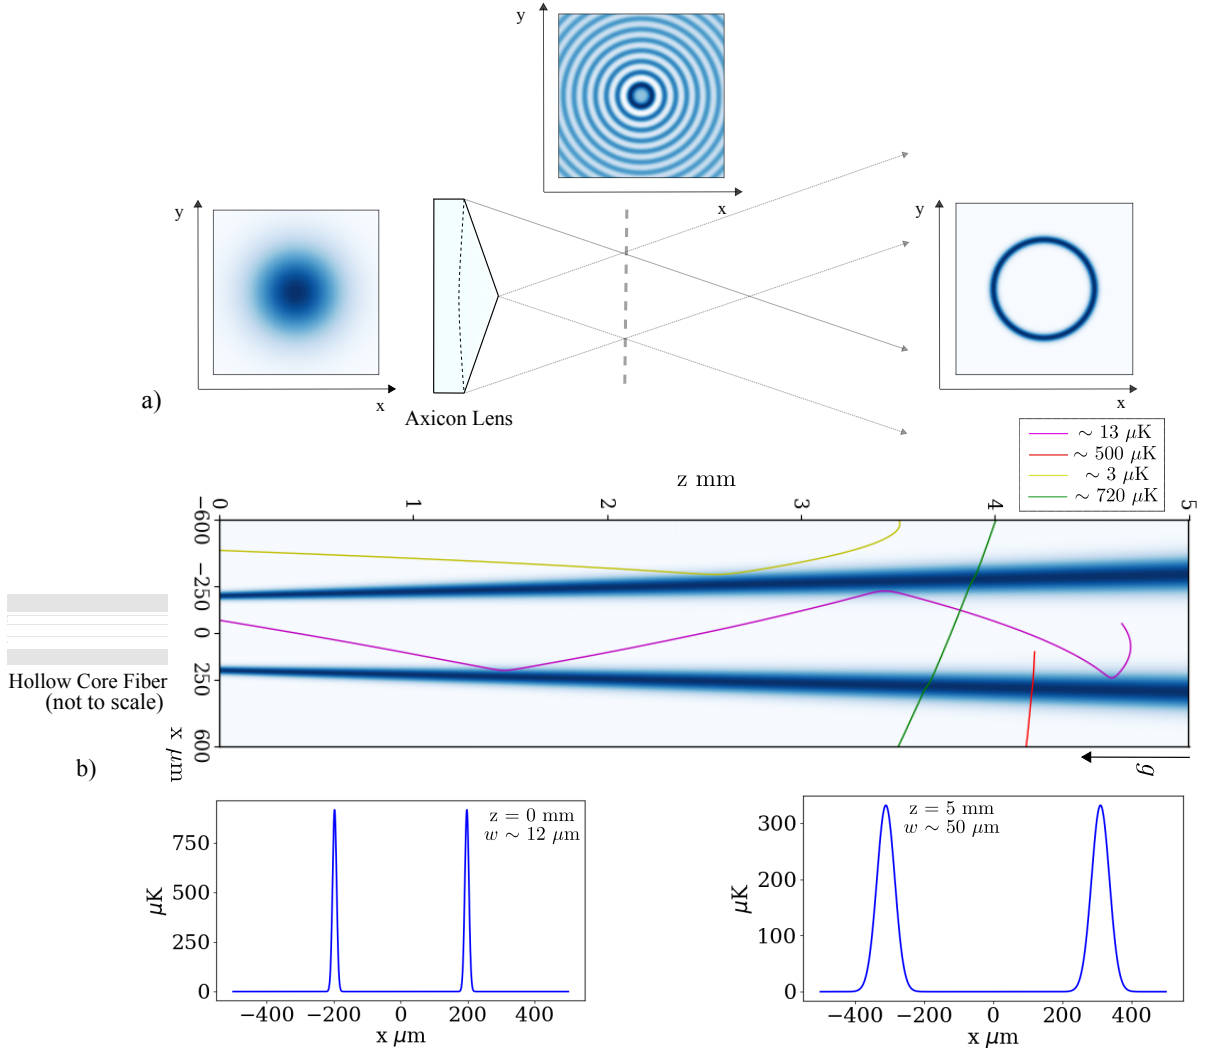 y
x
y
x
y
x
a)
Axicon Lens
~ 13 μK
~ 500 μK
~ 3 μK
~ 720 μK
z mm
0
1
2
3
4
5
−600
−250
0
250
600
x μm
Hollow Core Fiber
(not to scale)
b)
g
z = 0 mm
w ~ 12 μm
750
500
250
0
μK
−400
−200
0
200
400
x μm
z = 5 mm
w ~ 50 μm
300
200
100
0
μK
−400
−200
0
200
400
x μm